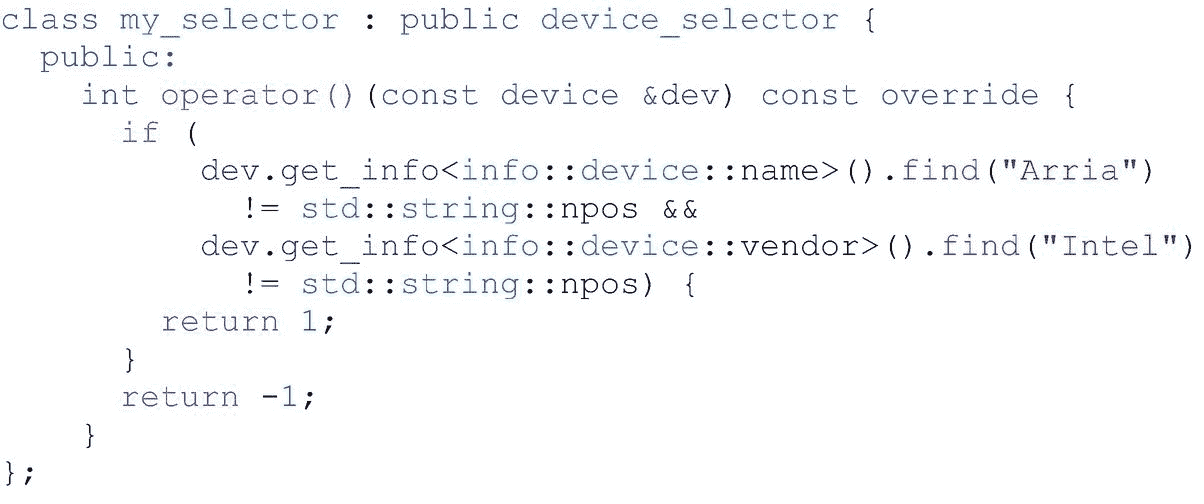 class my_selector : public device_selector {
  public:
    int operator()(const device &dev) const override {
      if (
          dev.get_info<info::device::name>().find("Arria")
            != std::string::npos &&
          dev.get_info<info::device::vendor>().find("Intel")
            != std::string::npos) {
        return 1;
      }
      return -1;
    }
};